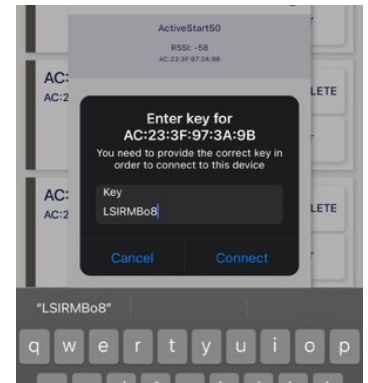 ActiveStart50
RSSI: -58
AC:23:3F:97:3A:9B
AC:
AC:2
LETE
Enter key for
AC:23:3F:97:3A:9B
You need to provide the correct key in
order to connect to this device
Key
LSIRMBo8
AC:
AC:2
LETE
Cancel
Connect
"LSIRMBo8"
q w e r t y u i o p